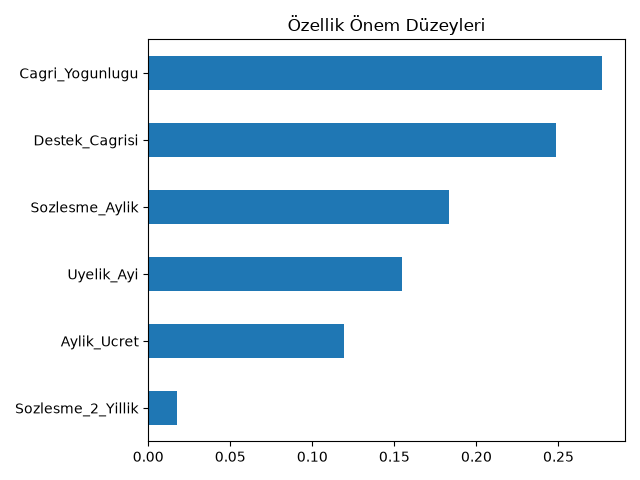 Özellik Önem Düzeyleri
Cagri_Yogunlugu
Destek_Cagrisi
Sozlesme_Aylik
Uyelik_Ayi
Aylik_Ucret
Sozlesme_2_Yillik
0.00 0.05 0.10 0.15 0.20 0.25